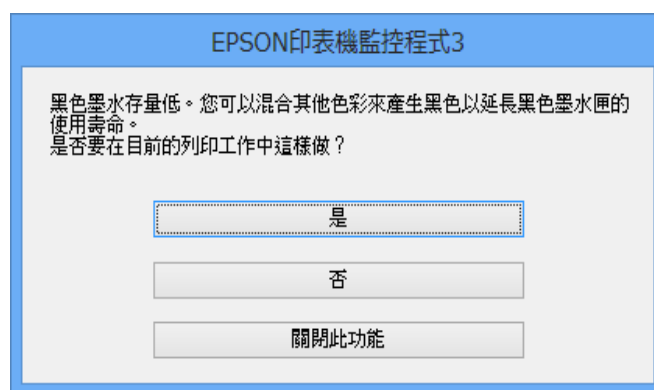 EPSON印表機監控程式3
黑色墨水存量低。您可以混合其他色彩來產生黑色以延長黑色墨水匣的
使用壽命。
是否要在目前的列印工作中這樣做？
是
否
關閉此功能